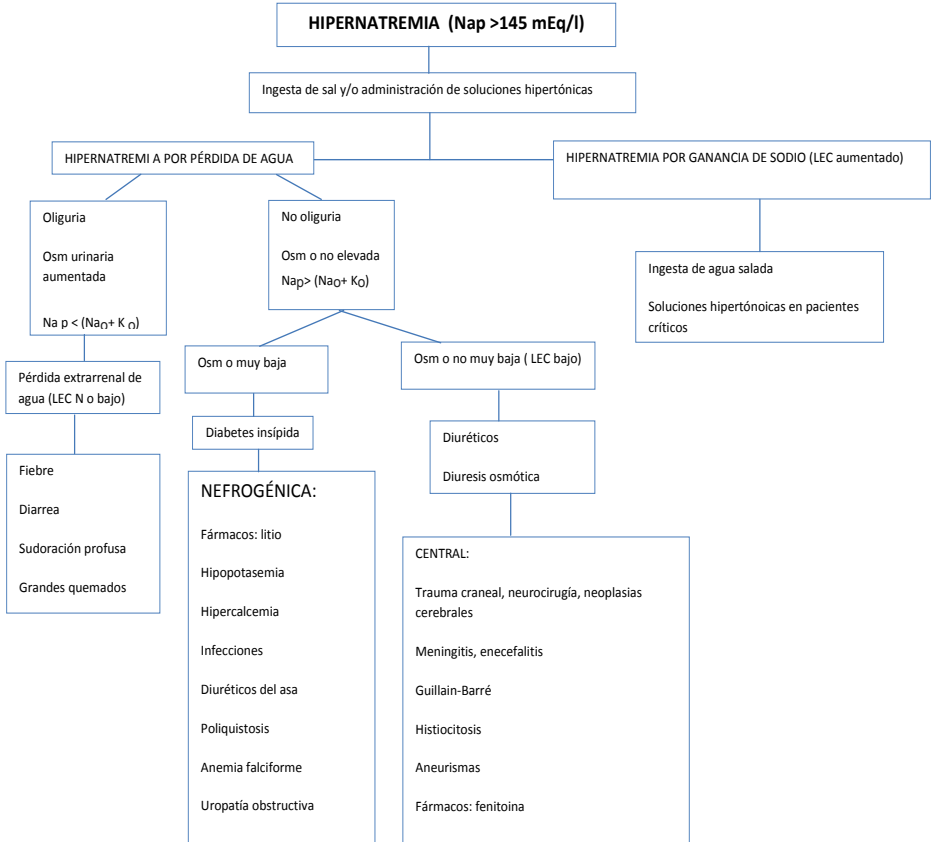 HIPERNATREMIA (Nap >145 mEq/l)
Ingesta de sal y/o administración de soluciones hipertónicas
HIPERNATREMI A POR PÉRDIDA DE AGUA
HIPERNATREMIA POR GANANCIA DE SODIO (LEC aumentado)
Oliguria
Osm urinaria
aumentada
Na p < (Nao+ K o)
No oliguria
Osm o no elevada
Nap> (Nao+ Ko)
Ingesta de agua salada
Soluciones hipertónoicas en pacientes
críticos
Pérdida extrarrenal de
agua (LEC N o bajo)
Osm o muy baja
Osm o no muy baja ( LEC bajo)
Diabetes insípida
Diuréticos
Diuresis osmótica
Fiebre
Diarrea
Sudoración profusa
Grandes quemados
NEFROGÉNICA:
Fármacos: litio
Hipopotasemia
Hipercalcemia
Infecciones
Diuréticos del asa
Poliquistosis
Anemia falciforme
Uropatía obstructiva
CENTRAL:
Trauma craneal, neurocirugía, neoplasias
cerebrales
Meningitis, enecefalitis
Guillain-Barré
Histiocitosis
Aneurismas
Fármacos: fenitoina